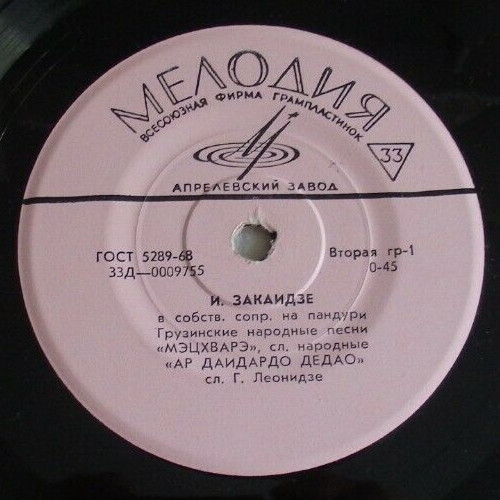 МЕЛОДИЯ
ВСЕСОЮЗНАЯ ФИРМА ГРАМПЛАСТИНОК
33
АПРЕЛЕВСКИЙ ЗАВОД
ГОСТ 5289-68
33Д—0009755
Вторая гр-1
0-45
И. ЗАКАИДЗЕ
в собств. сопр. на пандури
Грузинские народные песни
«МЭЦХВАРЭ», сл. народные
«АР ДАИДАРДО ДЕДАО»
сл. Г. Леонидзе